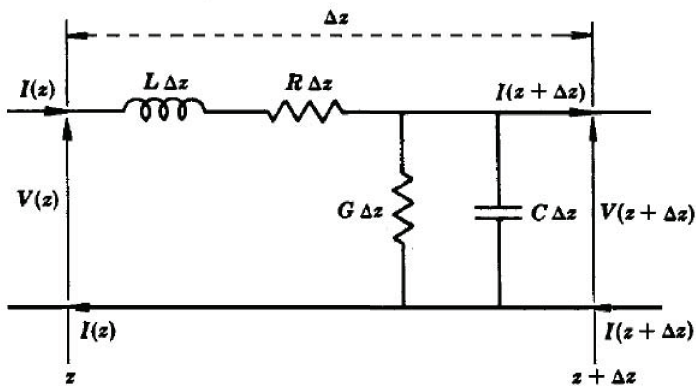 Δz
I(z)
L Δz
R Δz
I(z + Δz)
V(z)
G Δz
C Δz
V(z + Δz)
I(z)
I(z + Δz)
z
z + Δz